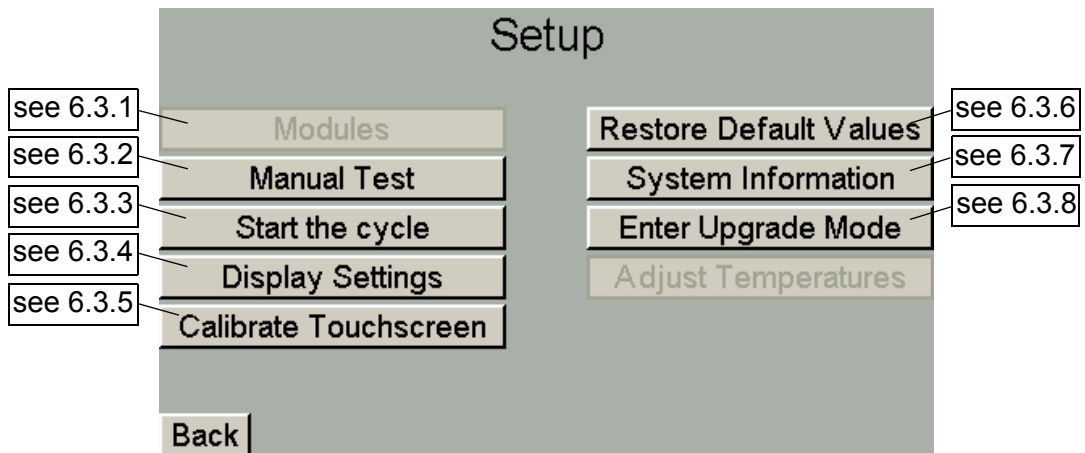 Setup
see 6.3.1
Modules
see 6.3.2
Manual Test
see 6.3.3
Start the cycle
see 6.3.4
Display Settings
see 6.3.5
Calibrate Touchscreen
Restore Default Values
see 6.3.6
System Information
see 6.3.7
Enter Upgrade Mode
see 6.3.8
Adjust Temperatures
Back